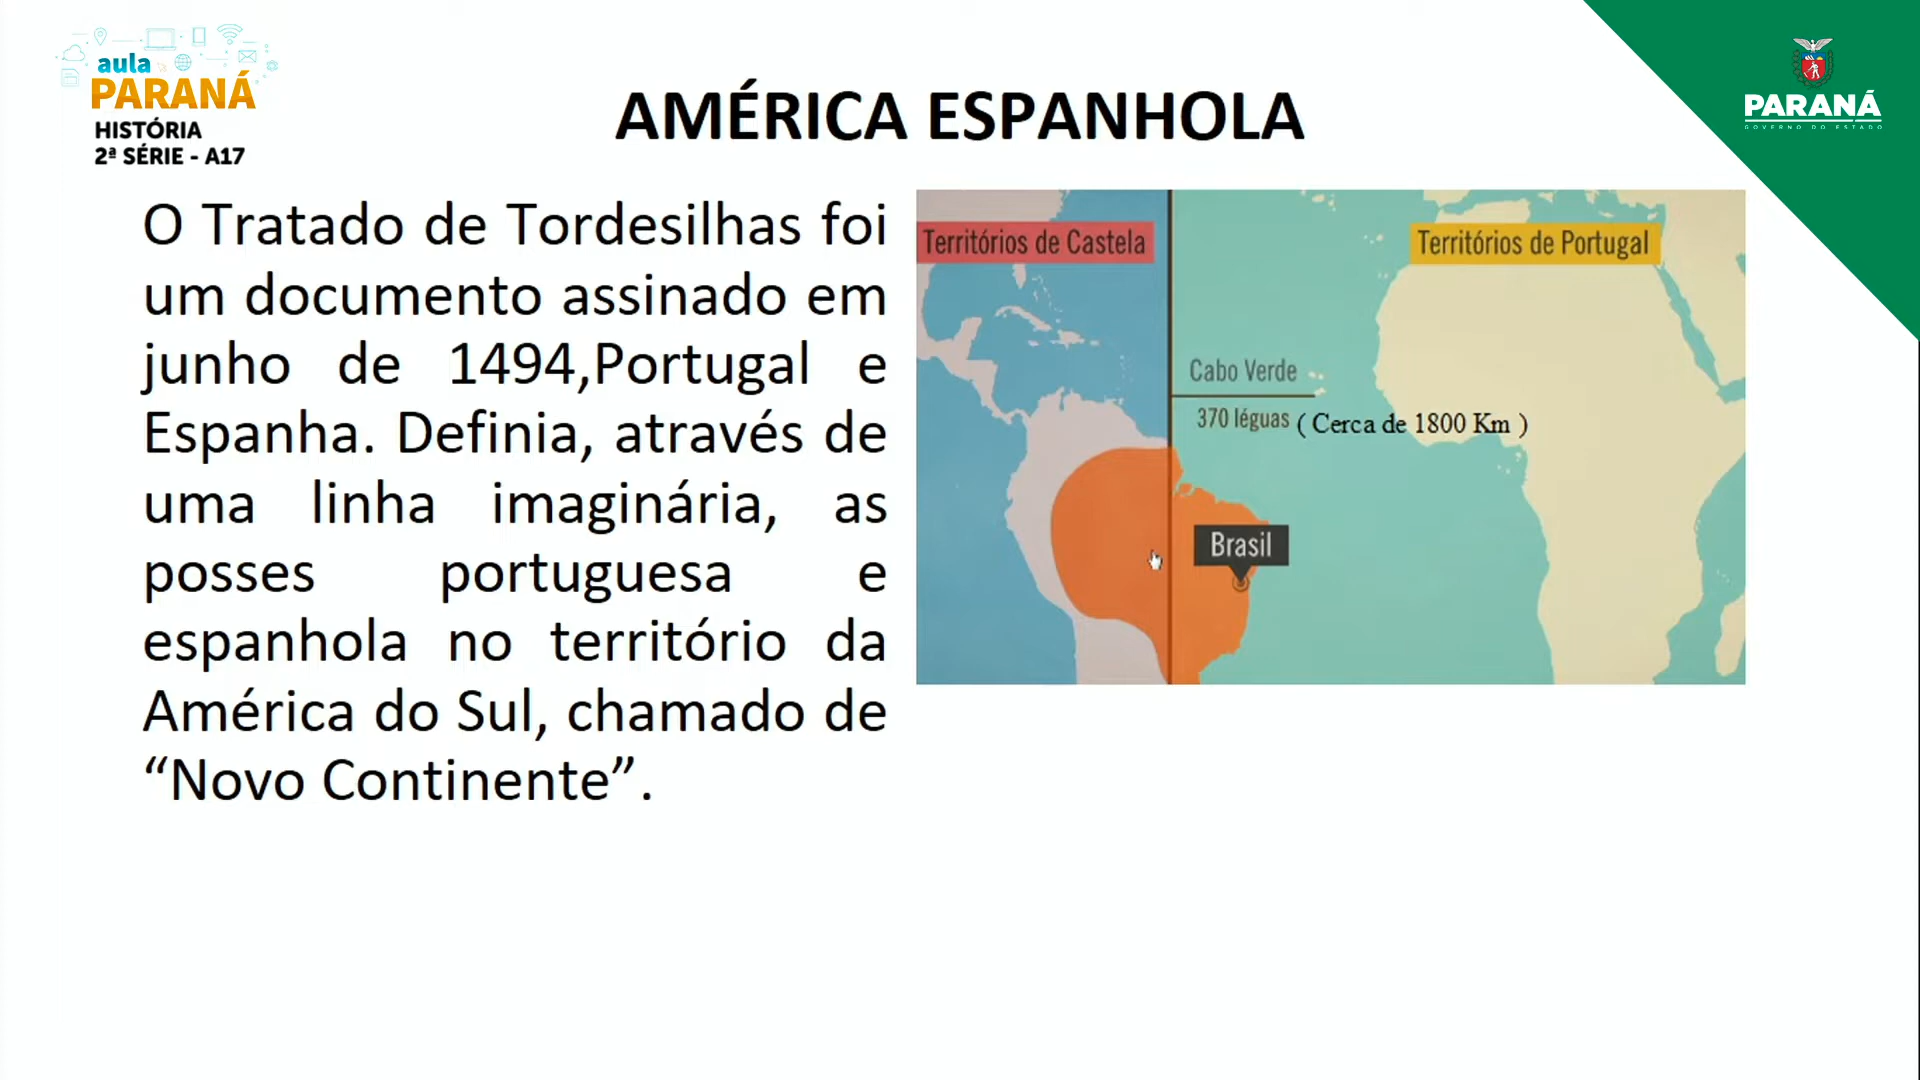 aula
PARANÁ
HISTÓRIA
2ª SÉRIE - A17
AMÉRICA ESPANHOLA
PARANÁ
GOVERNO DO ESTADO
O Tratado de Tordesilhas foi
um documento assinado em
junho de 1494,Portugal e
Espanha. Definia, através de
uma linha imaginária, as
posses portuguesa e
espanhola no território da
América do Sul, chamado de
“Novo Continente”.
Territórios de Castela
Territórios de Portugal
Cabo Verde
370 léguas ( Cerca de 1800 Km )
Brasil